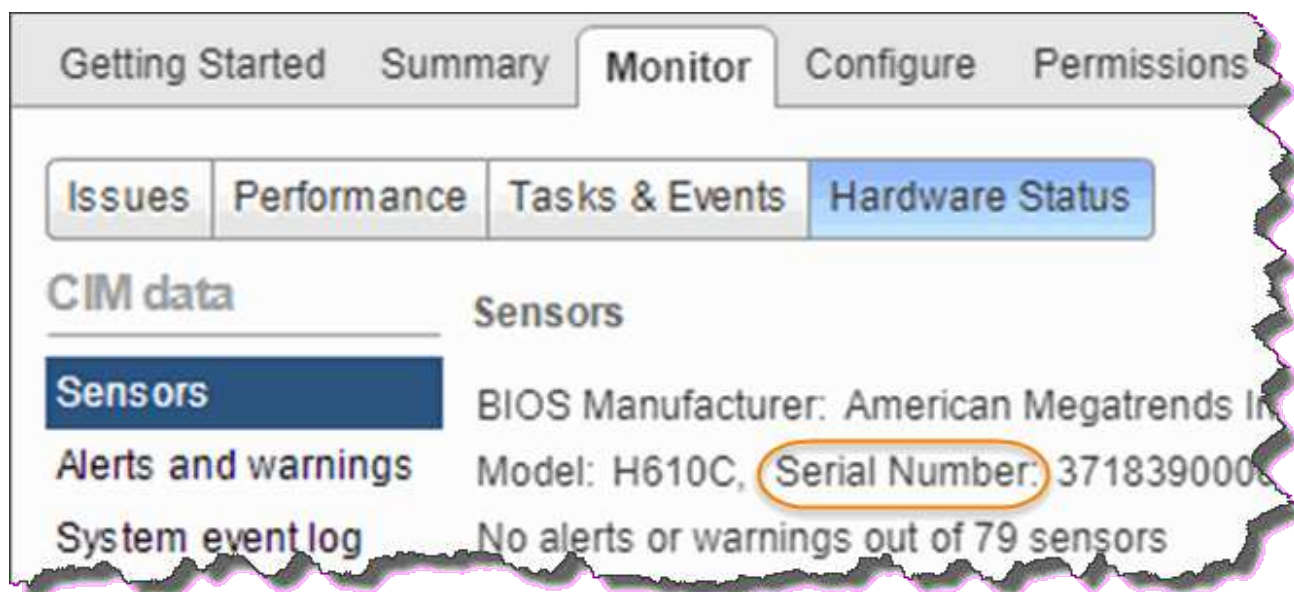 Getting Started Summary Monitor Configure Permissions
Issues Performance Tasks & Events Hardware Status
CIM data
Sensors
Sensors
Alerts and warnings
System event log
BIOS Manufacturer: American Megatrends
Model: H610C, Serial Number:
No alerts or warnings out of 79 sensors